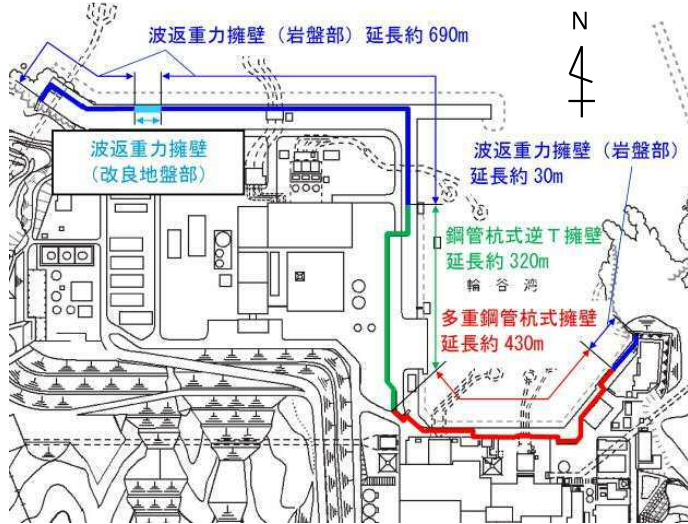 波返重力擁壁（岩盤部）延長約 690m
N
波返重力擁壁
（改良地盤部）
波返重力擁壁（岩盤部）
延長約 30m
鋼管杭式逆Ｔ擁壁
延長約 320m
輪谷湾
多重鋼管杭式擁壁
延長約 430m